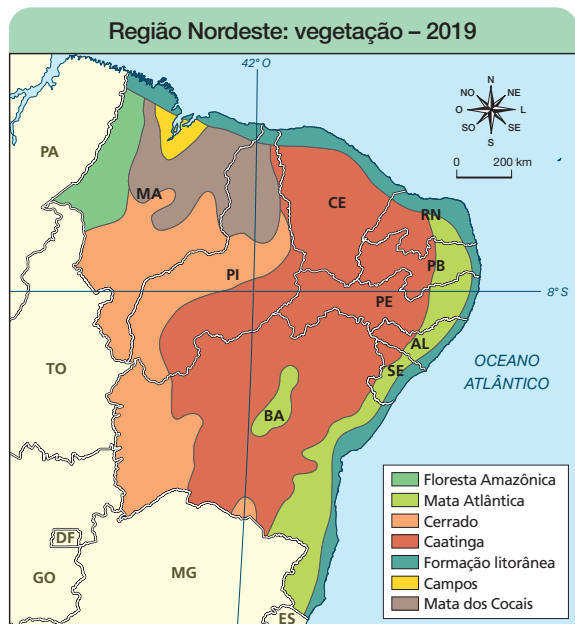 Região Nordeste: vegetação – 2019
42° O
N
NO NE
O L
SO SE
S
0 200 km
PA
MA
CE
RN
PB
PI
PE
8° S
AL
TO
SE
OCEANO
ATLÂNTICO
BA
DF
GO
MG
ES
Floresta Amazônica
Mata Atlântica
Cerrado
Caatinga
Formação litorânea
Campos
Mata dos Cocais